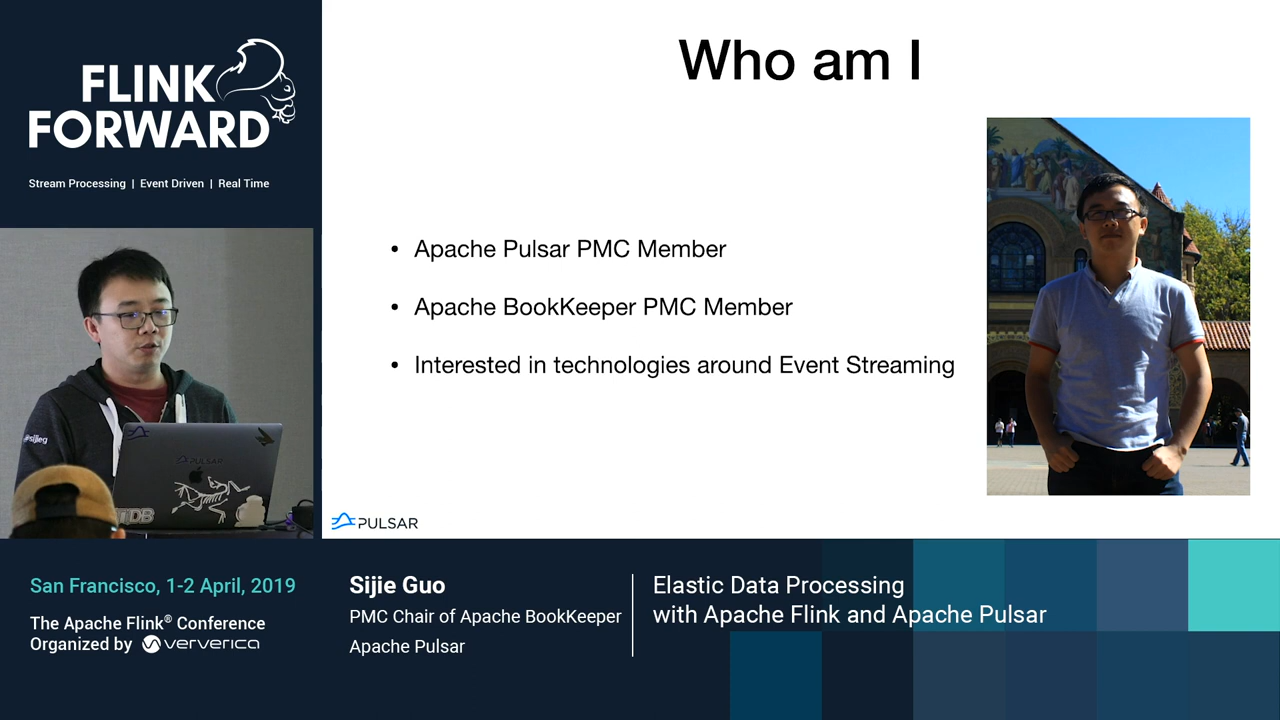 FLINK
FORWARD
Stream Processing | Event Driven | Real Time
Who am I
• Apache Pulsar PMC Member
• Apache BookKeeper PMC Member
• Interested in technologies around Event Streaming
@sijieg
PULSAR
PULSAR
San Francisco, 1-2 April, 2019
The Apache Flink® Conference
Organized by ververica
Sijie Guo
PMC Chair of Apache BookKeeper
Apache Pulsar
Elastic Data Processing
with Apache Flink and Apache Pulsar